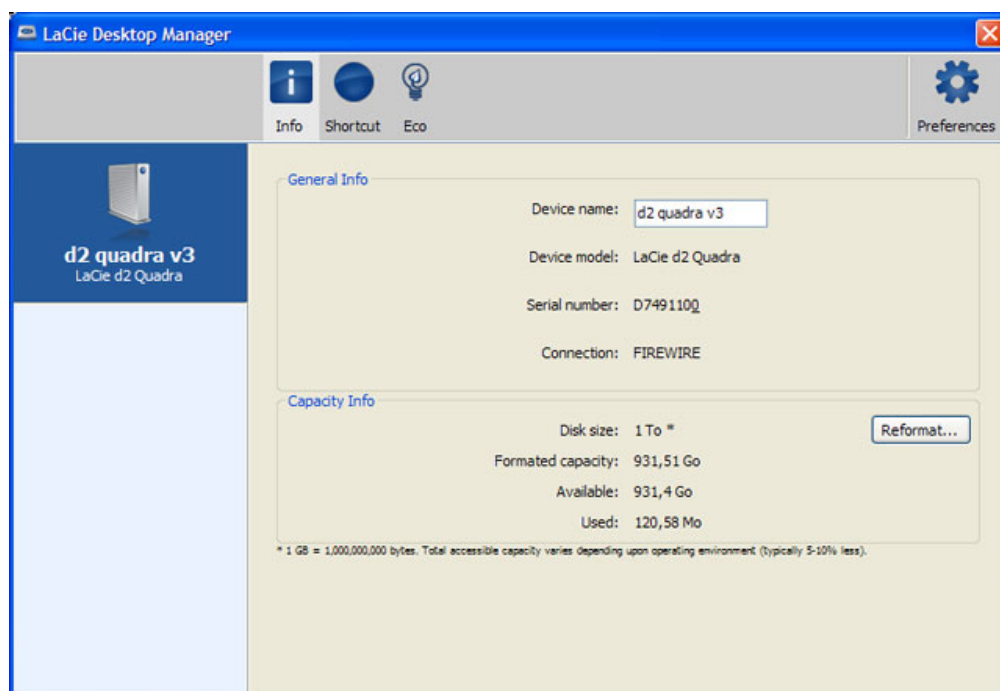 LaCie Desktop Manager
Info Shortcut Eco Preferences
d2 quadra v3
LaCie d2 Quadra
General Info
Device name: d2 quadra v3
Device model: LaCie d2 Quadra
Serial number: D7491100
Connection: FIREWIRE
Capacity Info
Disk size: 1 To *
Reformat...
Formated capacity: 931,51 Go
Available: 931,4 Go
Used: 120,58 Mo
* 1 GB = 1,000,000,000 bytes. Total accessible capacity varies depending upon operating environment (typically 5-10% less).